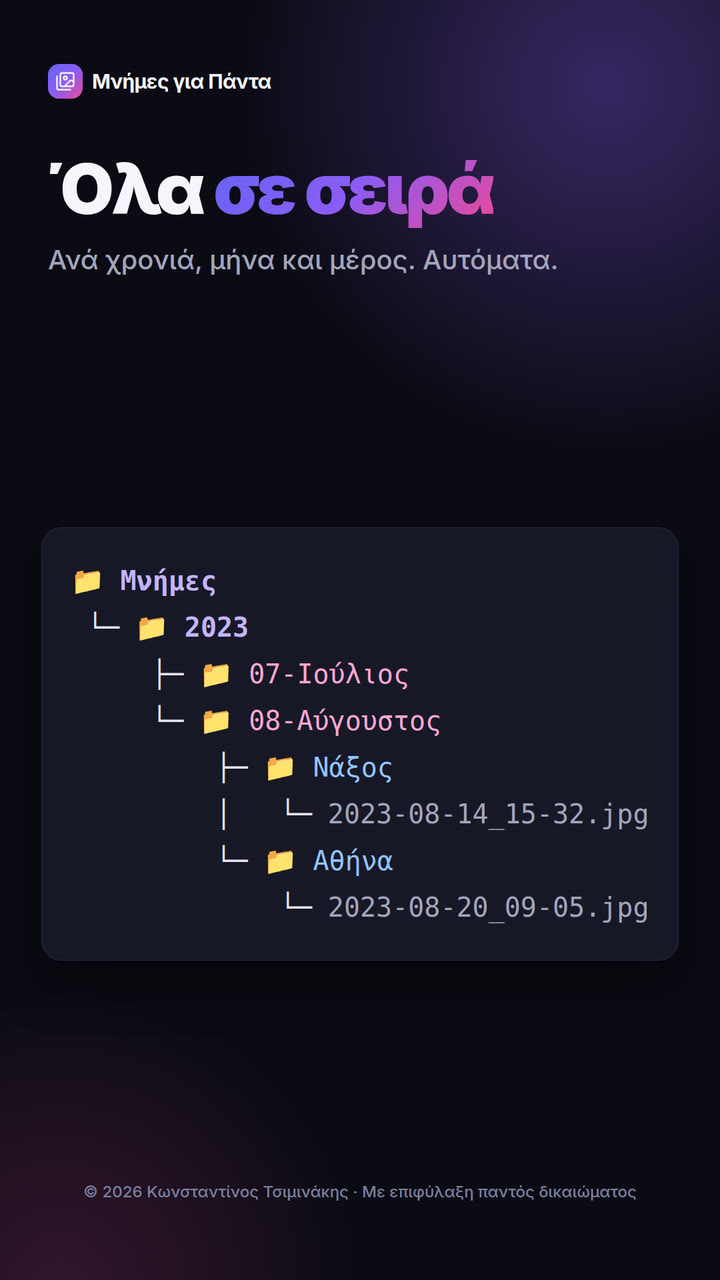 Μνήμες για Πάντα
Όλα σε σειρά
Ανά χρονιά, μήνα και μέρος. Αυτόματα.
Μνήμες
2023
07-Ιούλιος
08-Αύγουστος
Νάξος
2023-08-14_15-32.jpg
Αθήνα
2023-08-20_09-05.jpg
© 2026 Κωνσταντίνος Τσιμινάκης · Με επιφύλαξη παντός δικαιώματος